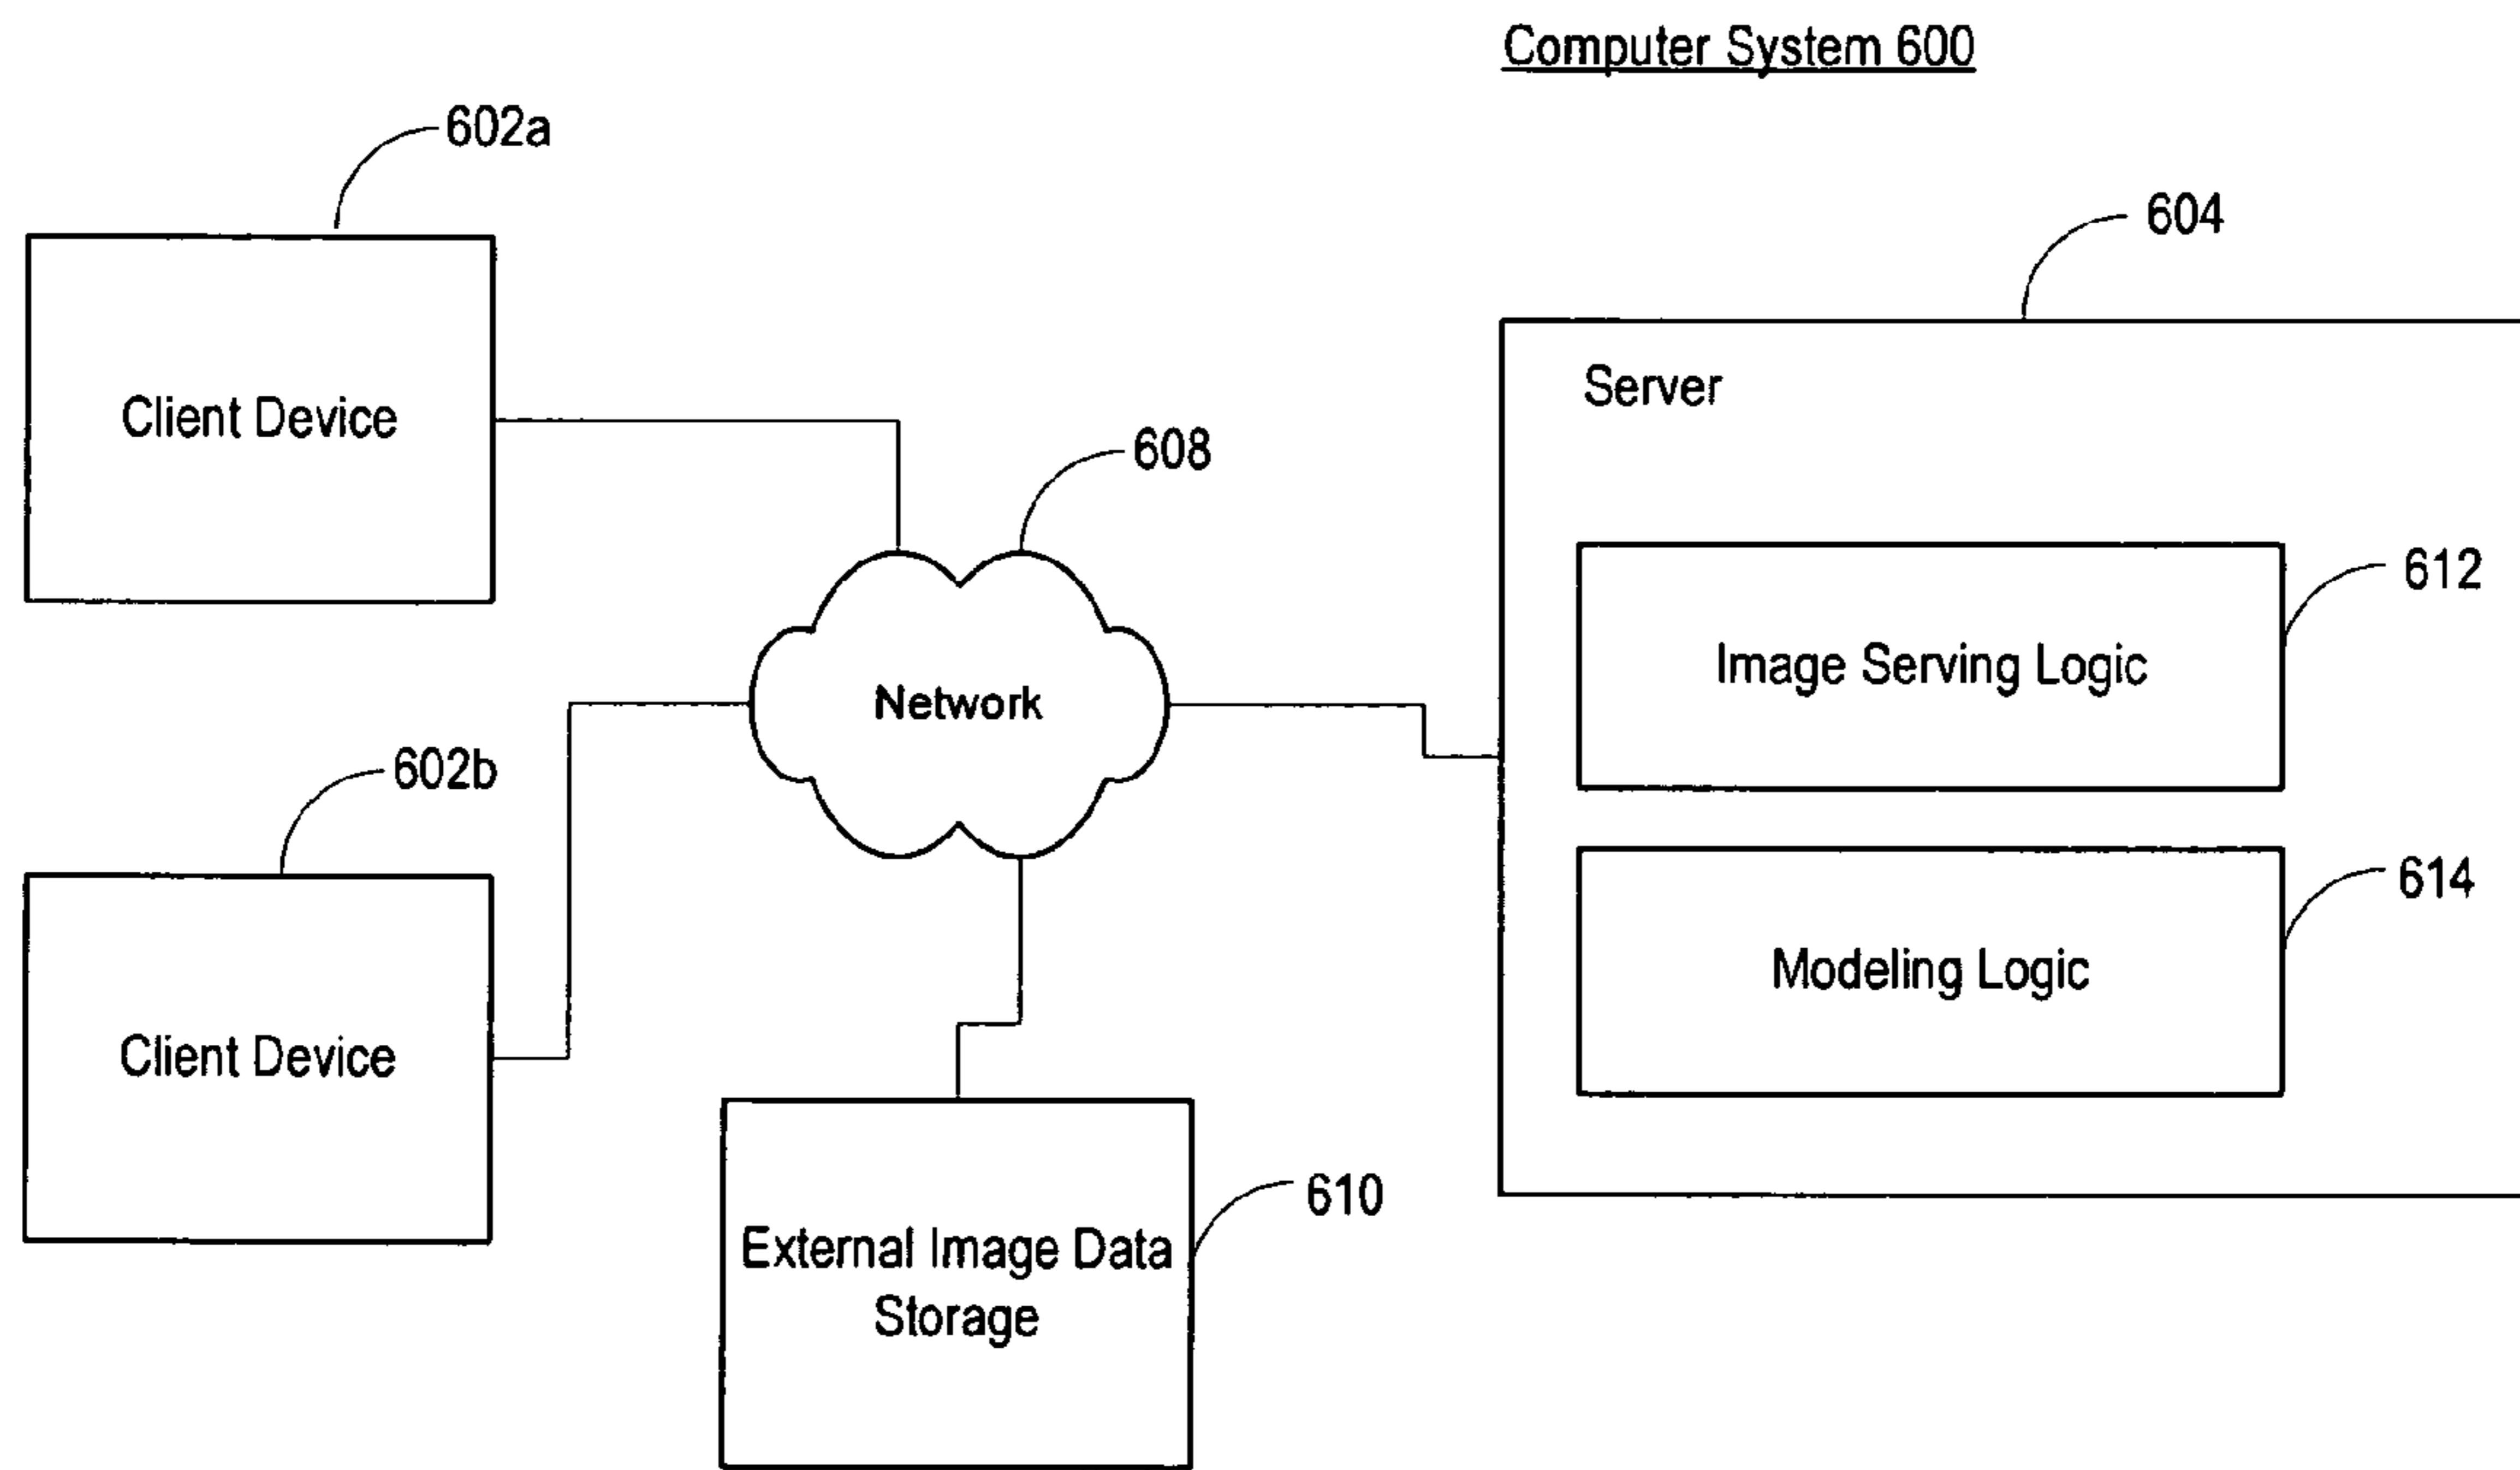 Computer System 600
602a
604
Client Device
Server
608
612
Image Serving Logic
Network
602b
614
Modeling Logic
Client Device
610
External Image Data
Storage